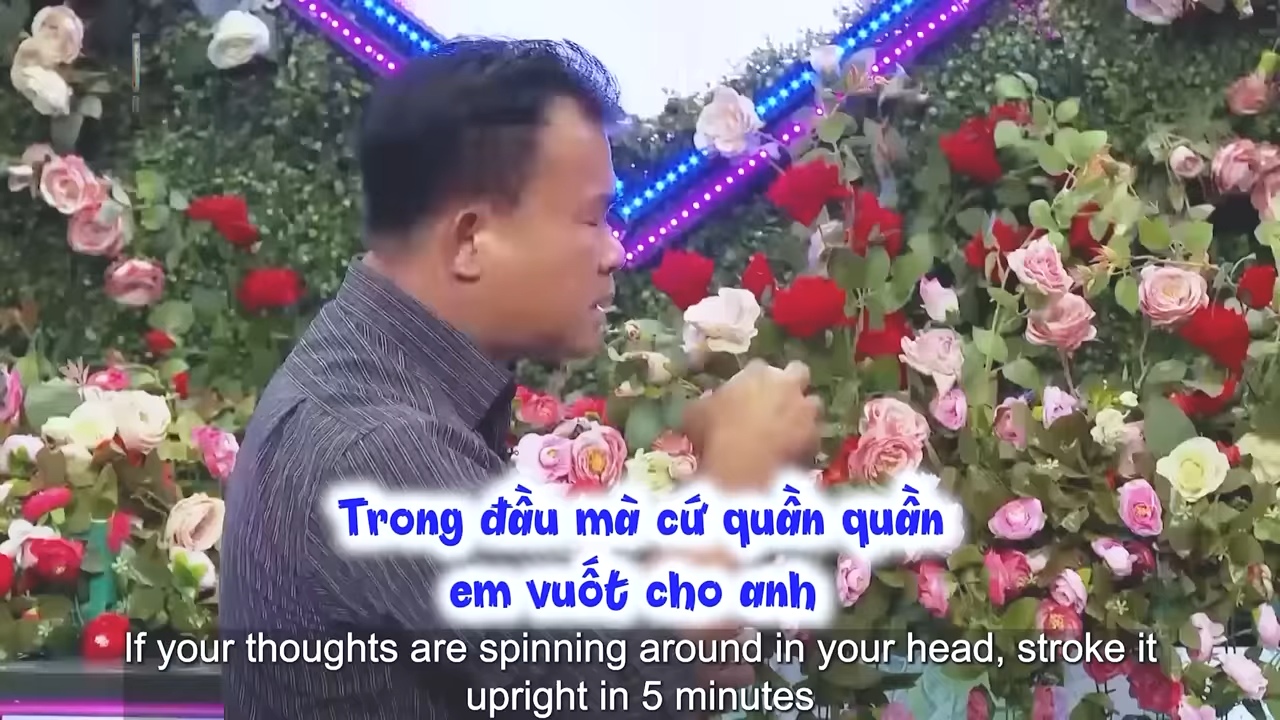 Trong đầu mà cứ quần quần
em vuốt cho anh
If your thoughts are spinning around in your head, stroke it
upright in 5 minutes